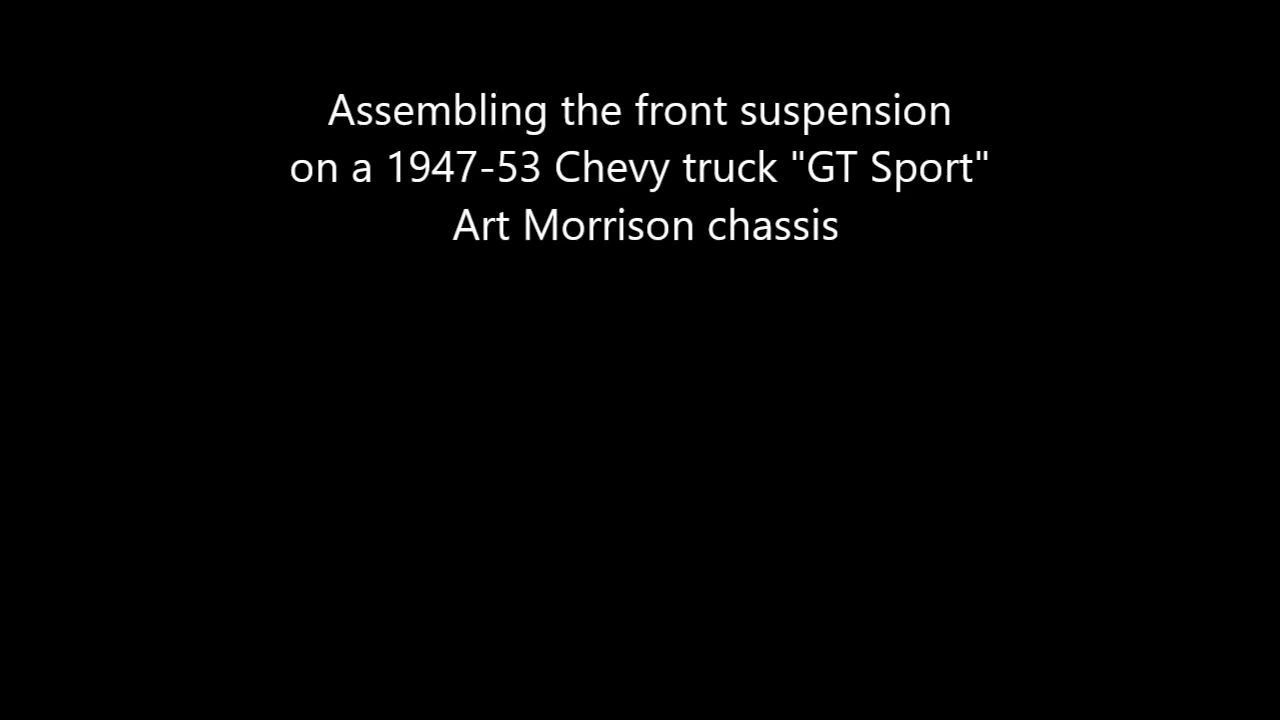 Assembling the front suspension
on a 1947-53 Chevy truck "GT Sport"
Art Morrison chassis